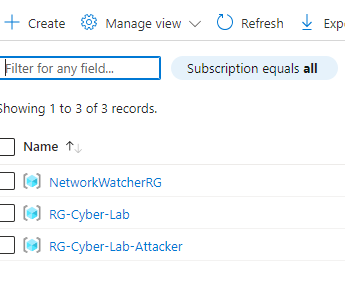 + Create Manage view Refresh Exp
Filter for any field...
Subscription equals all
Showing 1 to 3 of 3 records.
Name ↑↓
NetworkWatcherRG
RG-Cyber-Lab
RG-Cyber-Lab-Attacker